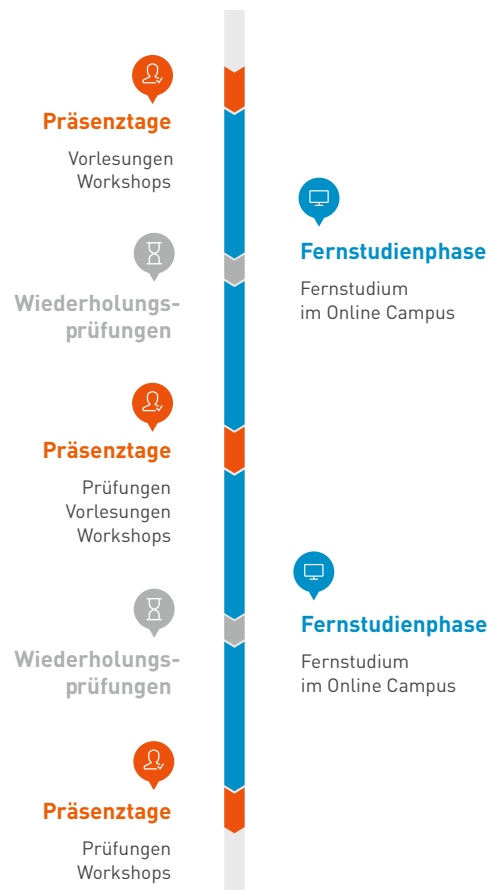 Präsenztage
Vorlesungen
Workshops
Fernstudienphase
Fernstudium
im Online Campus
Wiederholungs-
prüfungen
Präsenztage
Prüfungen
Vorlesungen
Workshops
Fernstudienphase
Fernstudium
im Online Campus
Wiederholungs-
prüfungen
Präsenztage
Prüfungen
Workshops